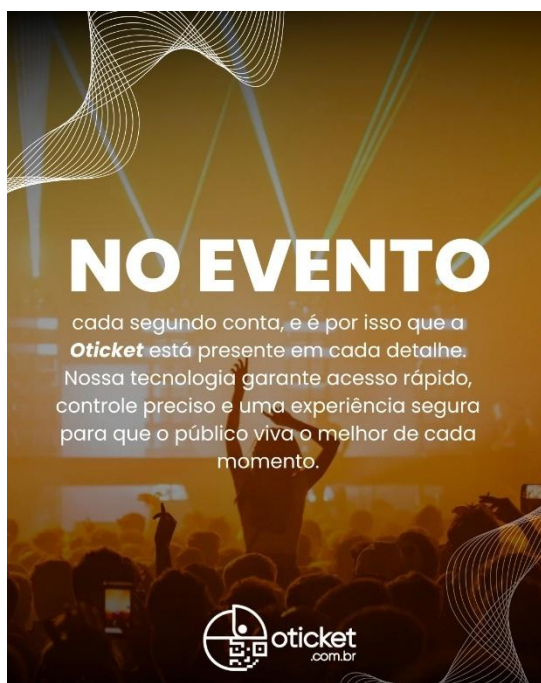 NO EVENTO
cada segundo conta, e é por isso que a
Oticket está presente em cada detalhe.
Nossa tecnologia garante acesso rápido,
controle preciso e uma experiência segura
para que o público viva o melhor de cada
momento.
oticket
.com.br